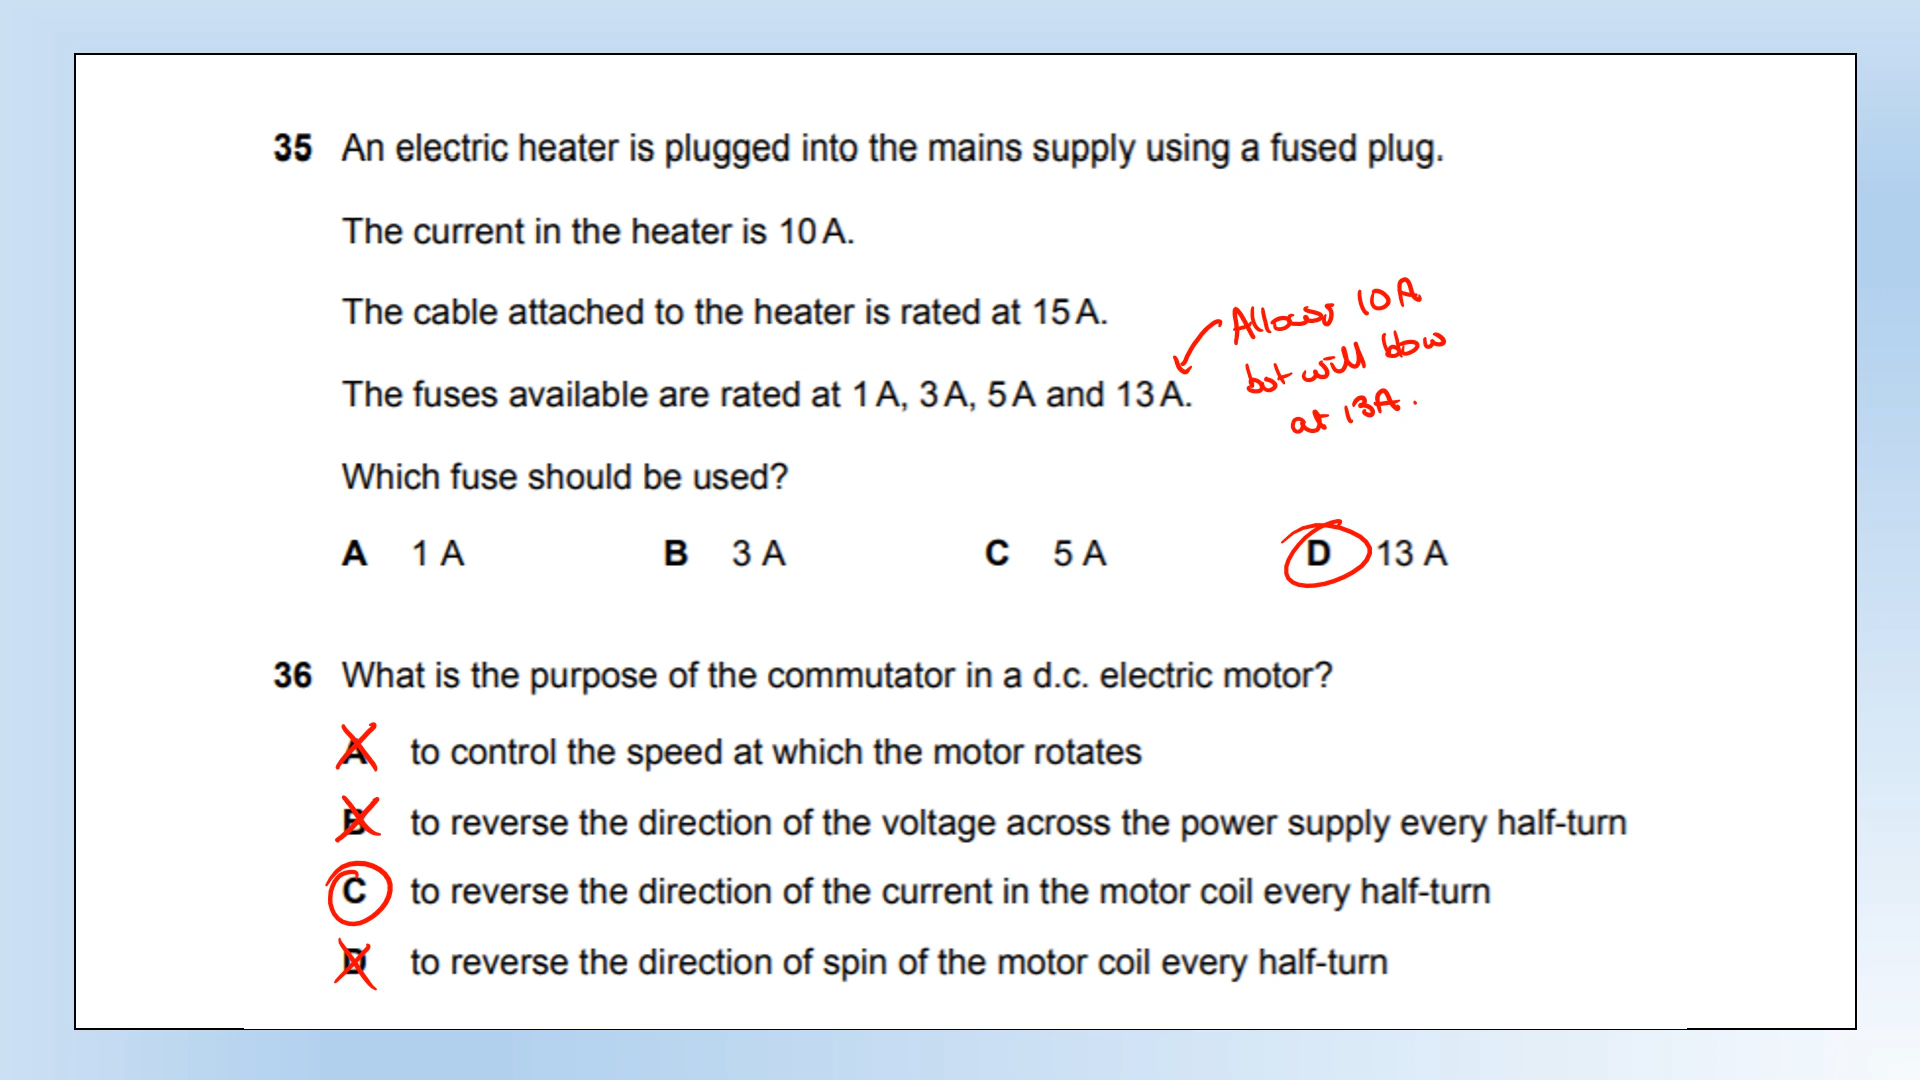 35 An electric heater is plugged into the mains supply using a fused plug.
The current in the heater is 10 A.
The cable attached to the heater is rated at 15 A.
Allows 10A
but will blow
at 13A.
The fuses available are rated at 1 A, 3 A, 5 A and 13 A.
Which fuse should be used?
A 1 A B 3 A C 5 A D 13 A
36 What is the purpose of the commutator in a d.c. electric motor?
A to control the speed at which the motor rotates
B to reverse the direction of the voltage across the power supply every half-turn
C to reverse the direction of the current in the motor coil every half-turn
D to reverse the direction of spin of the motor coil every half-turn